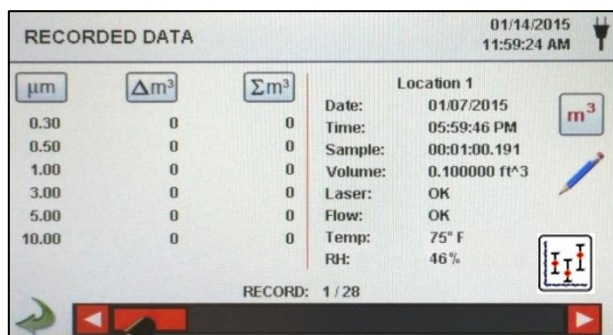 RECORDED DATA
01/14/2015
11:59:24 AM
µm Δm³ Σm³
0.30 0 0
0.50 0 0
1.00 0 0
3.00 0 0
5.00 0 0
10.00 0 0
Location 1
Date: 01/07/2015
Time: 05:59:46 PM
Sample: 00:01:00.191
Volume: 0.100000 ft^3
Laser: OK
Flow: OK
Temp: 75° F
RH: 46%
m³
RECORD: 1 / 28